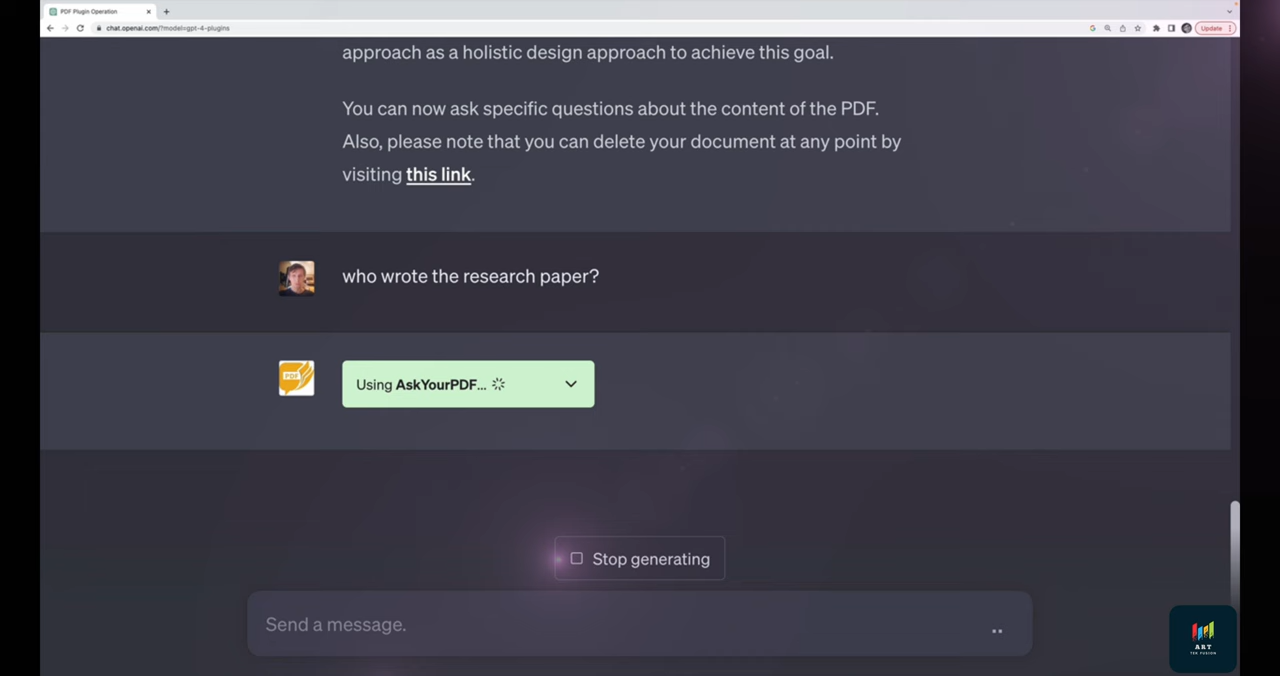 PDF Plugin Operation
chat.openai.com/?model=gpt-4-plugins
Update
approach as a holistic design approach to achieve this goal.
You can now ask specific questions about the content of the PDF.
Also, please note that you can delete your document at any point by
visiting this link.
who wrote the research paper?
PDF
Using AskYourPDF...
Stop generating
Send a message.
ART
TEK FUSION